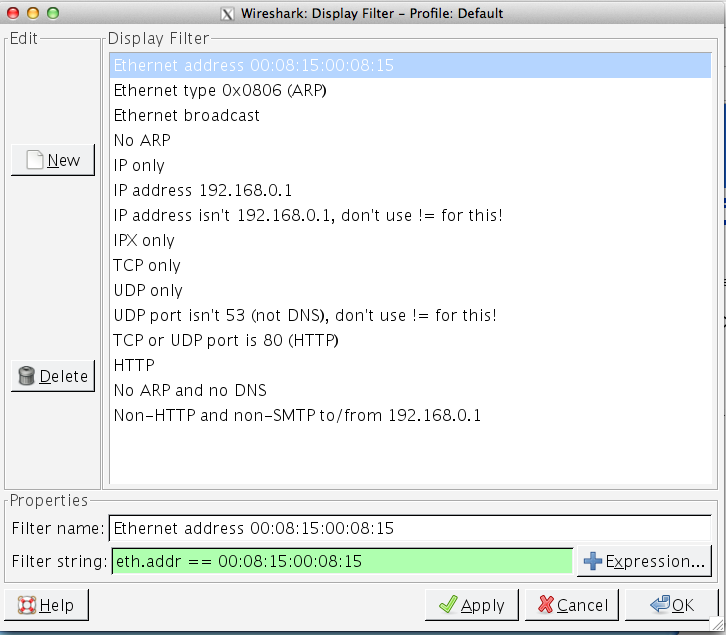 Wireshark: Display Filter – Profile: Default
Edit
Display Filter
Ethernet address 00:08:15:00:08:15
Ethernet type 0x0806 (ARP)
Ethernet broadcast
No ARP
New
IP only
IP address 192.168.0.1
IP address isn't 192.168.0.1, don't use != for this!
IPX only
TCP only
UDP only
UDP port isn't 53 (not DNS), don't use != for this!
TCP or UDP port is 80 (HTTP)
HTTP
Delete
No ARP and no DNS
Non–HTTP and non–SMTP to/from 192.168.0.1
Properties
Filter name: Ethernet address 00:08:15:00:08:15
Filter string: eth.addr == 00:08:15:00:08:15 Expression...
Help Apply Cancel OK